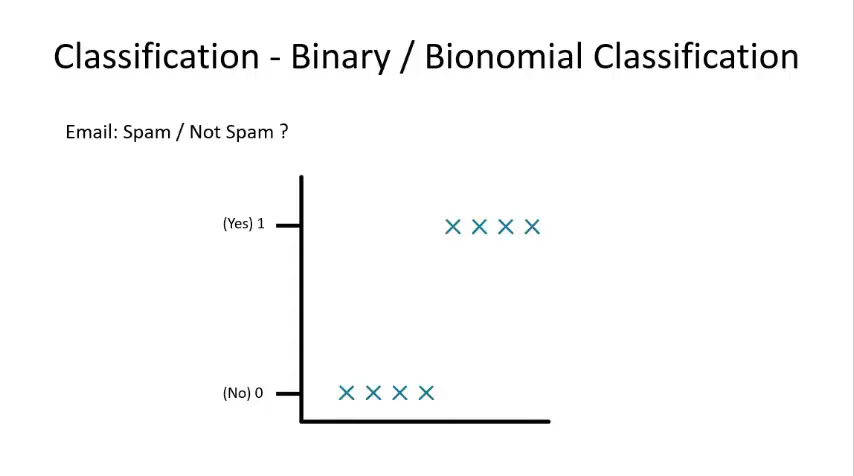 Classification - Binary / Bionomial Classification
Email: Spam / Not Spam ?
(Yes) 1
(No) 0